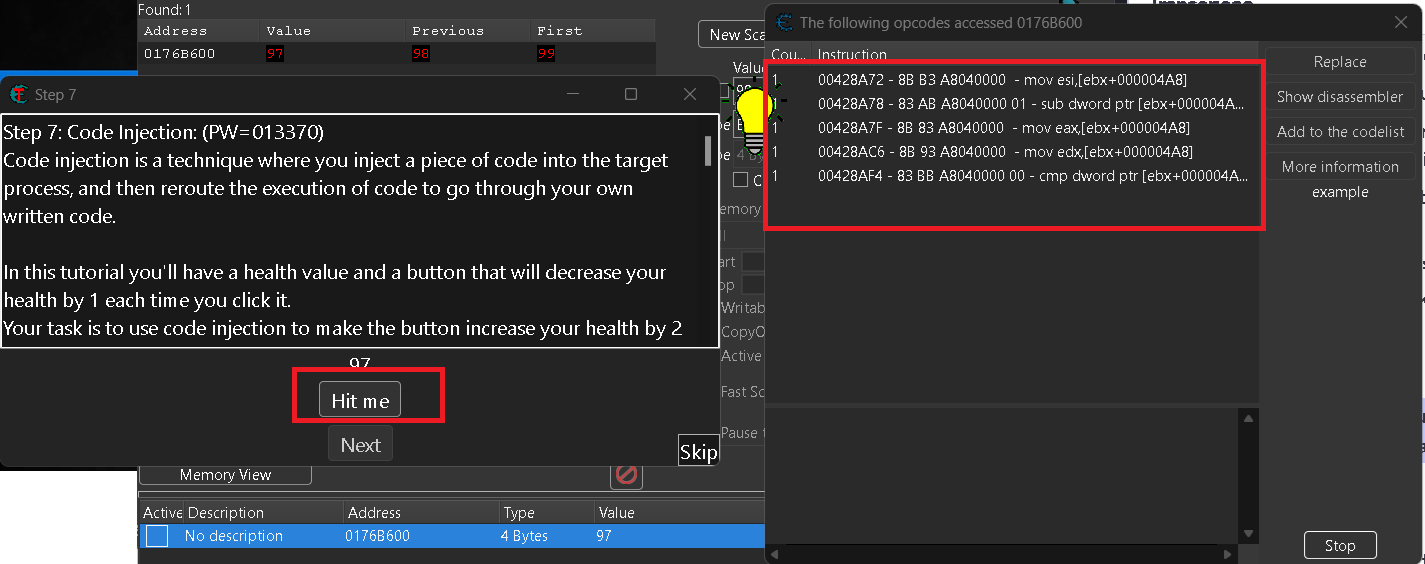 Found: 1
Address Value Previous First
0176B600 97 98 99
New Sca
Valu
Step 7
Step 7: Code Injection: (PW=013370)
Code injection is a technique where you inject a piece of code into the target
process, and then reroute the execution of code to go through your own
written code.
In this tutorial you'll have a health value and a button that will decrease your
health by 1 each time you click it.
Your task is to use code injection to make the button increase your health by 2
97
Hit me
Next
Skip
4 By
C
emory
art
op
Writab
CopyO
Active
Fast Sc
Pause t
Memory View
Active Description Address Type Value
No description 0176B600 4 Bytes 97
The following opcodes accessed 0176B600
Cou... Instruction
1 00428A72 - 8B B3 A8040000 - mov esi,[ebx+000004A8]
1 00428A78 - 83 AB A8040000 01 - sub dword ptr [ebx+000004A...
1 00428A7F - 8B 83 A8040000 - mov eax,[ebx+000004A8]
1 00428AC6 - 8B 93 A8040000 - mov edx,[ebx+000004A8]
1 00428AF4 - 83 BB A8040000 00 - cmp dword ptr [ebx+000004A...
Replace
Show disassembler
Add to the codelist
More information
example
Stop